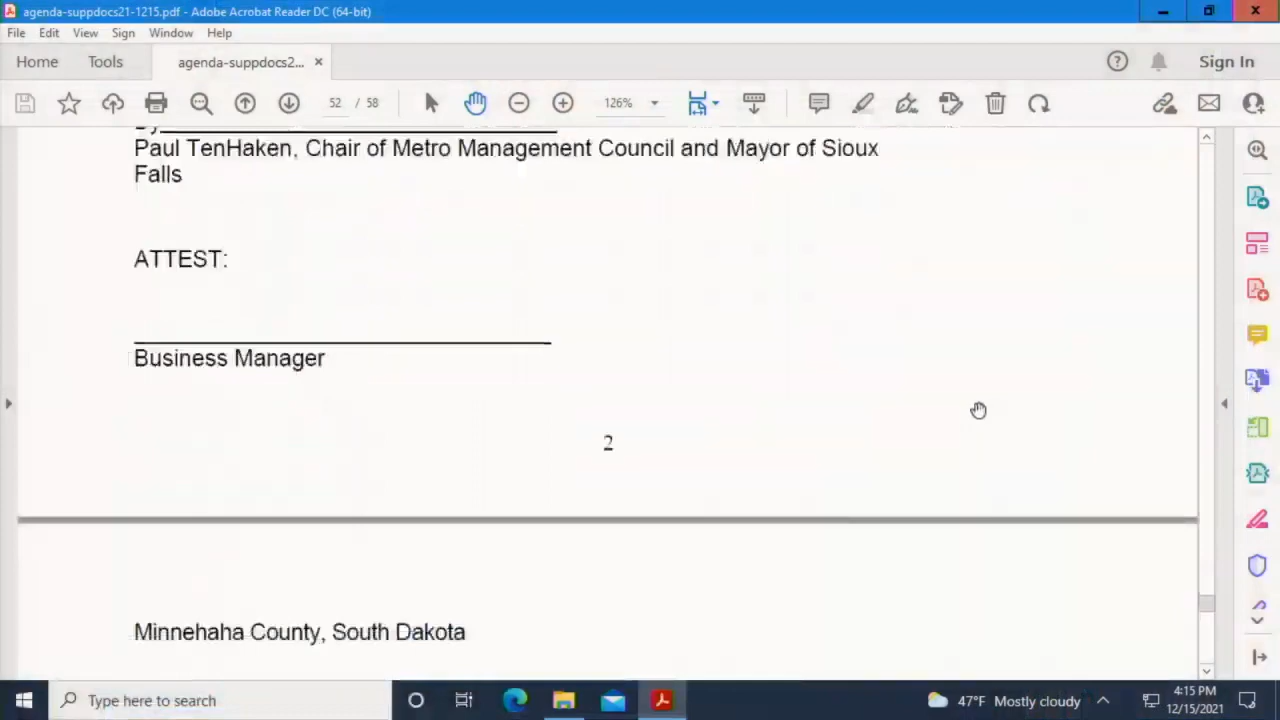 agenda-suppdocs21-1215.pdf - Adobe Acrobat Reader DC (64-bit)
File Edit View Sign Window Help
Home Tools agenda-suppdocs2... × Sign In
52 / 58 126%
Paul TenHaken, Chair of Metro Management Council and Mayor of Sioux
Falls
ATTEST:
Business Manager
2
Minnehaha County, South Dakota
Type here to search 47°F Mostly cloudy 4:15 PM
12/15/2021